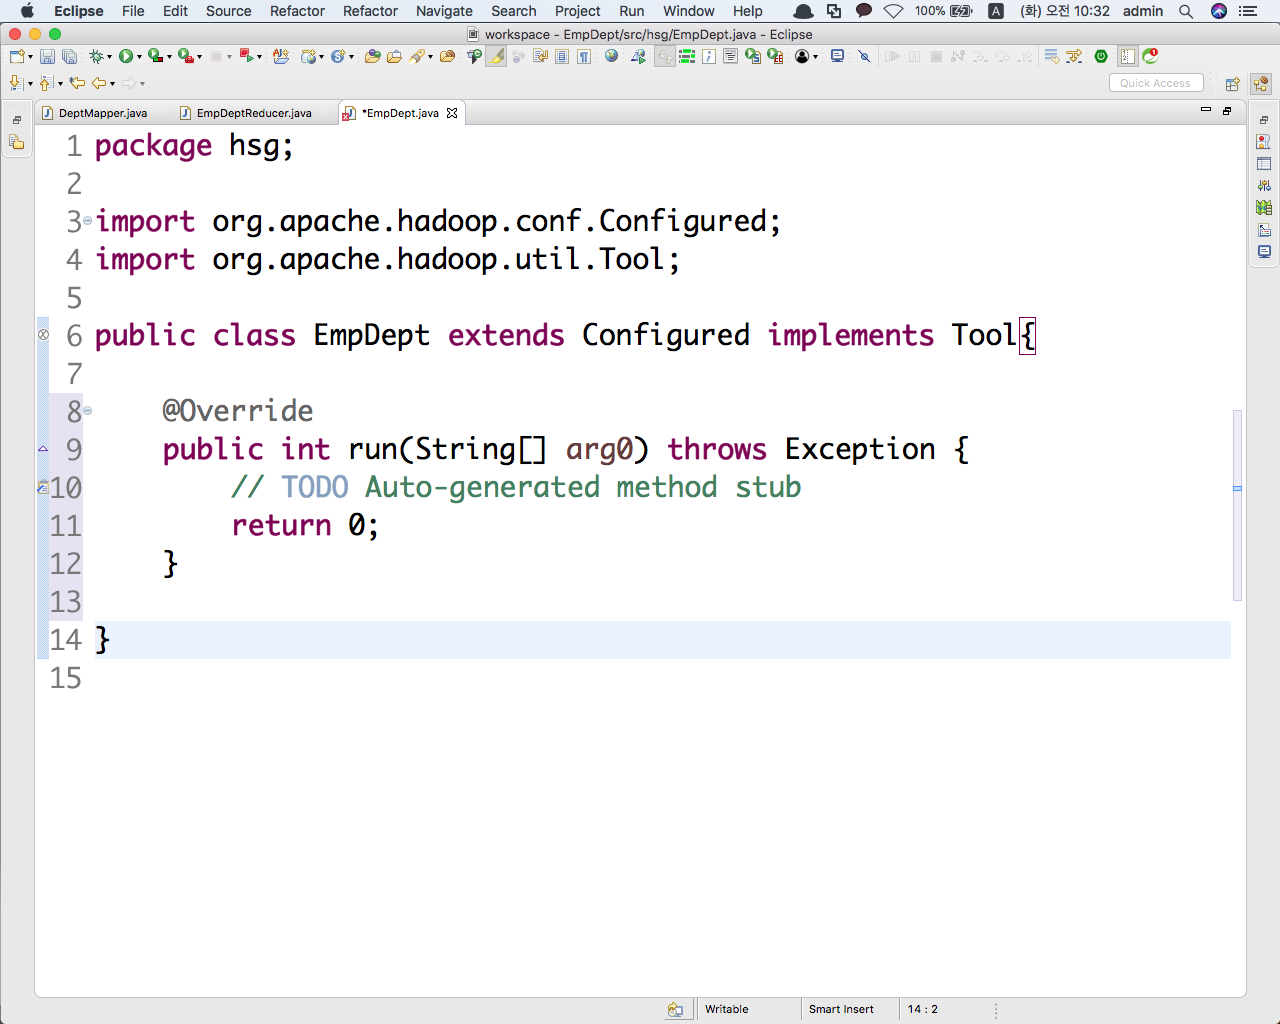 Eclipse File Edit Source Refactor Refactor Navigate Search Project Run Window Help 100% A (화) 오전 10:32 admin
workspace - EmpDept/src/hsg/EmpDept.java - Eclipse
Quick Access
DeptMapper.java EmpDeptReducer.java *EmpDept.java
1 package hsg;
2
3 import org.apache.hadoop.conf.Configured;
4 import org.apache.hadoop.util.Tool;
5
6 public class EmpDept extends Configured implements Tool{
7
8 @Override
9 public int run(String[] arg0) throws Exception {
10 // TODO Auto-generated method stub
11 return 0;
12 }
13
14 }
15
Writable Smart Insert 14 : 2